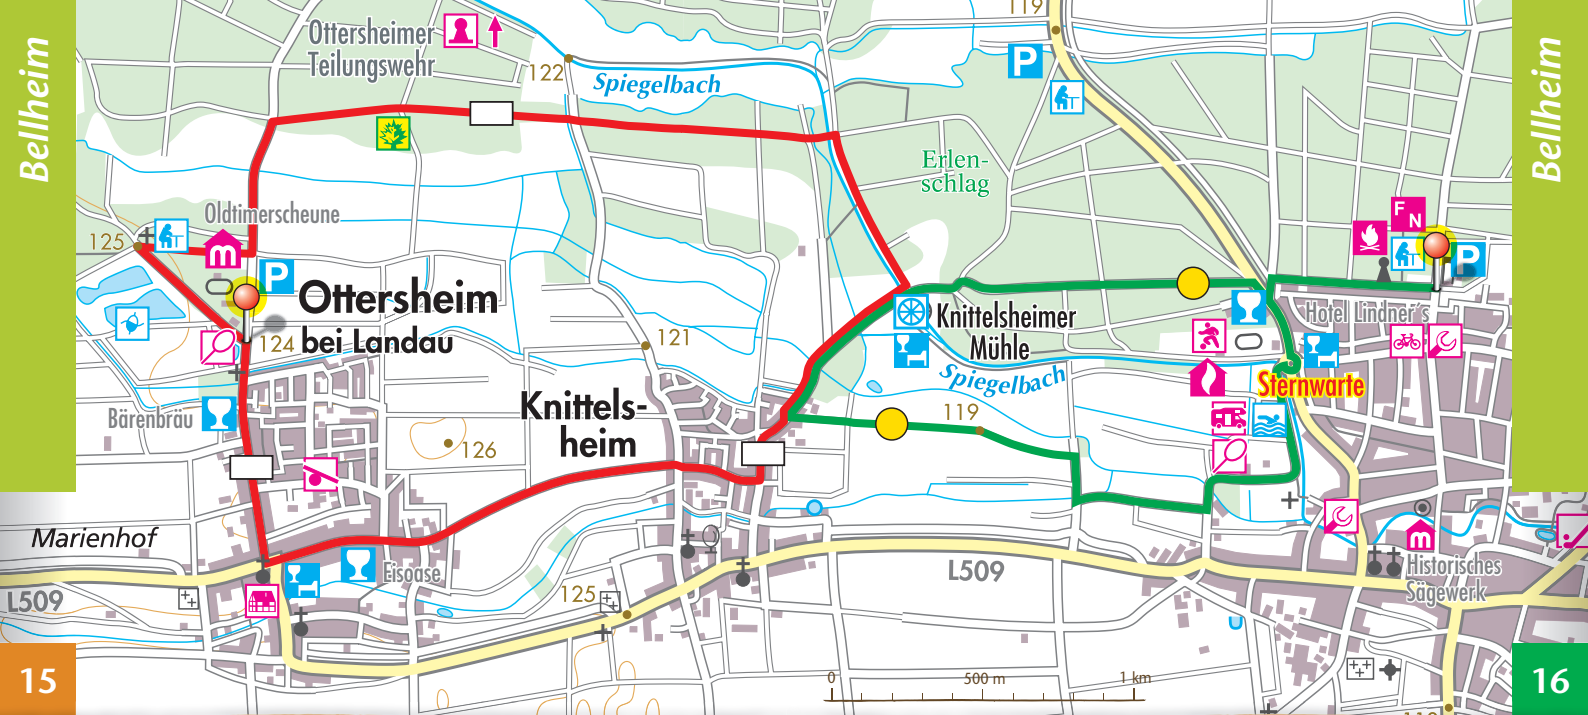 Bellheim
Bellheim
119
Ottersheimer
Teilungswehr
122
Spiegelbach
P
Erlen-
schlag
F
N
Oldtimerscheune
125
m
P
P
Ottersheim
bei Landau
124
Knittelsheimer
Mühle
Hotel Lindner´s
121
Spiegelbach
Sternwarte
Knittels-
heim
119
Bärenbräu
126
Marienhof
m
Eisoase
L509
Historisches
Sägewerk
L509
125
0
500 m
1 km
15
16